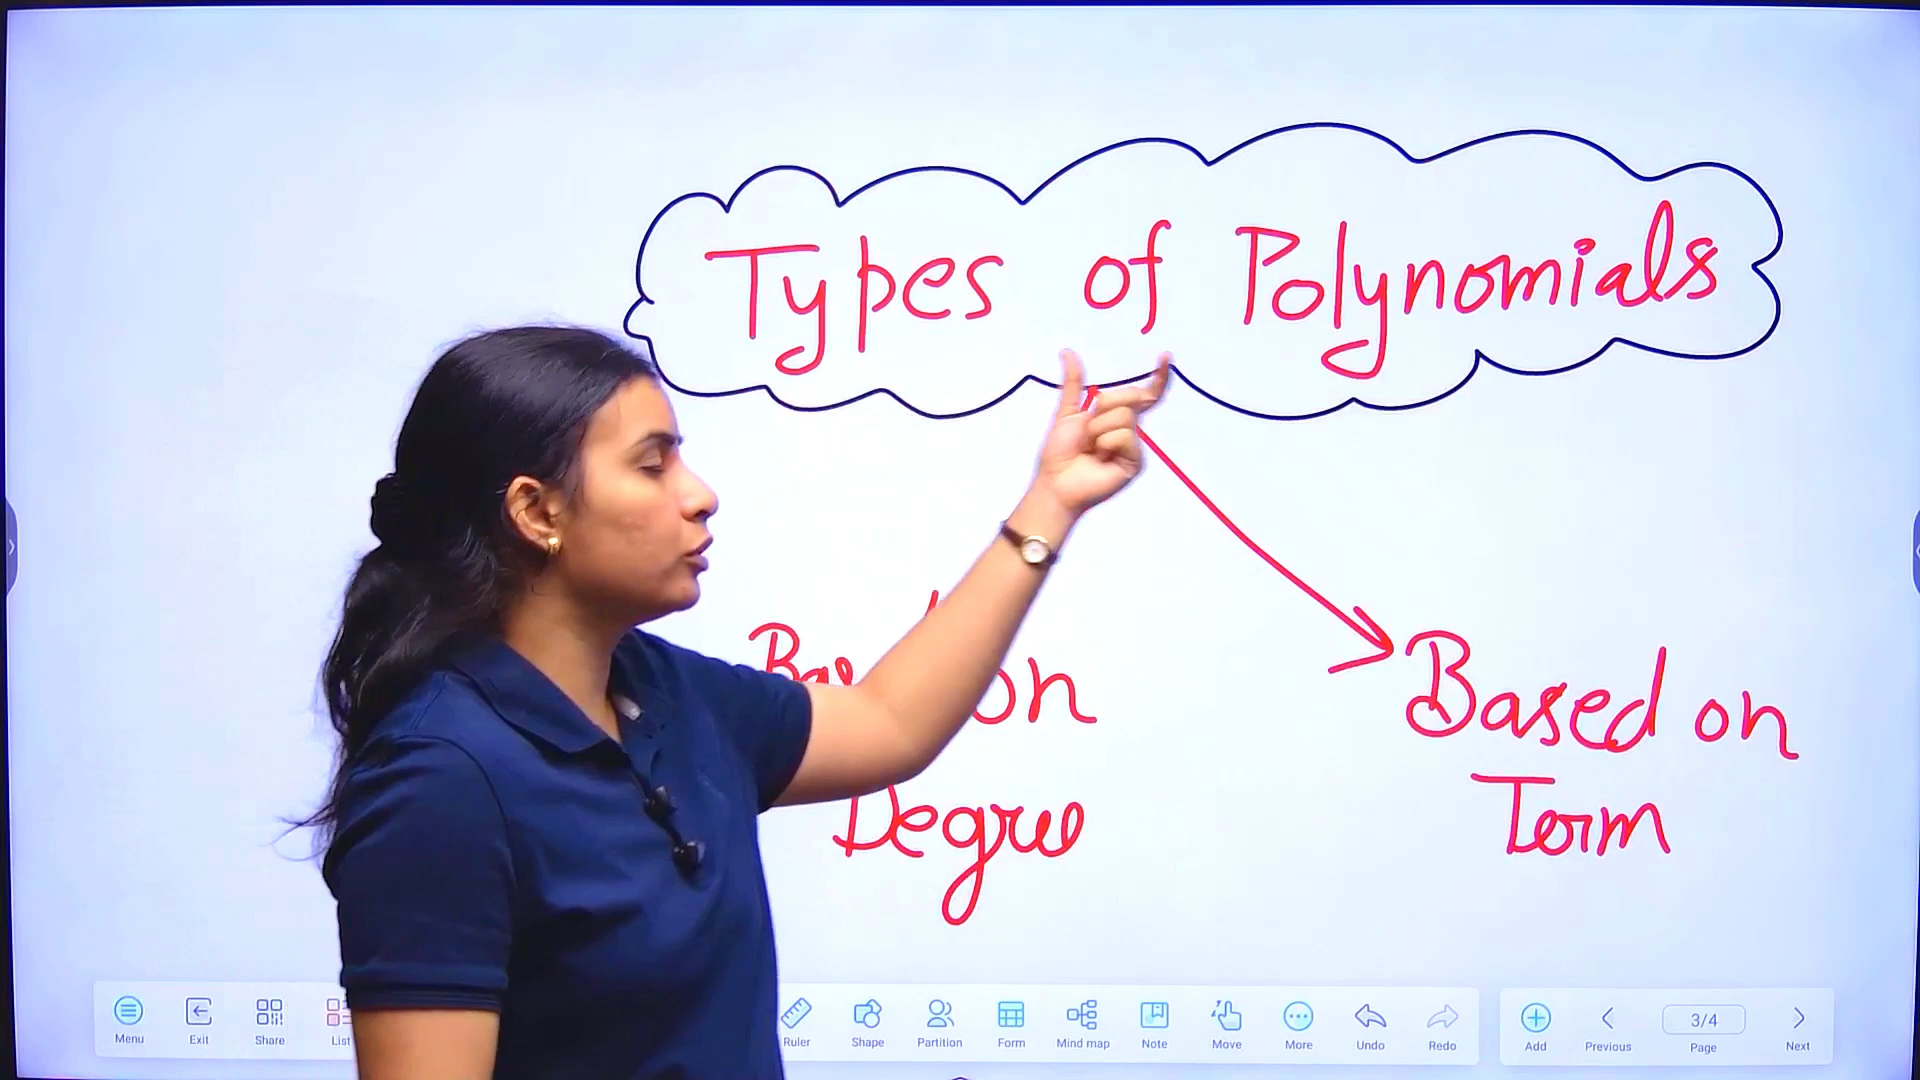 Types of Polynomials
on
Degree
Based on
Term
Menu
Exit
Share
List
Ruler
Shape
Partition
Form
Mind map
Note
Move
More
Undo
Redo
Add
Previous
3/4
Page
Next